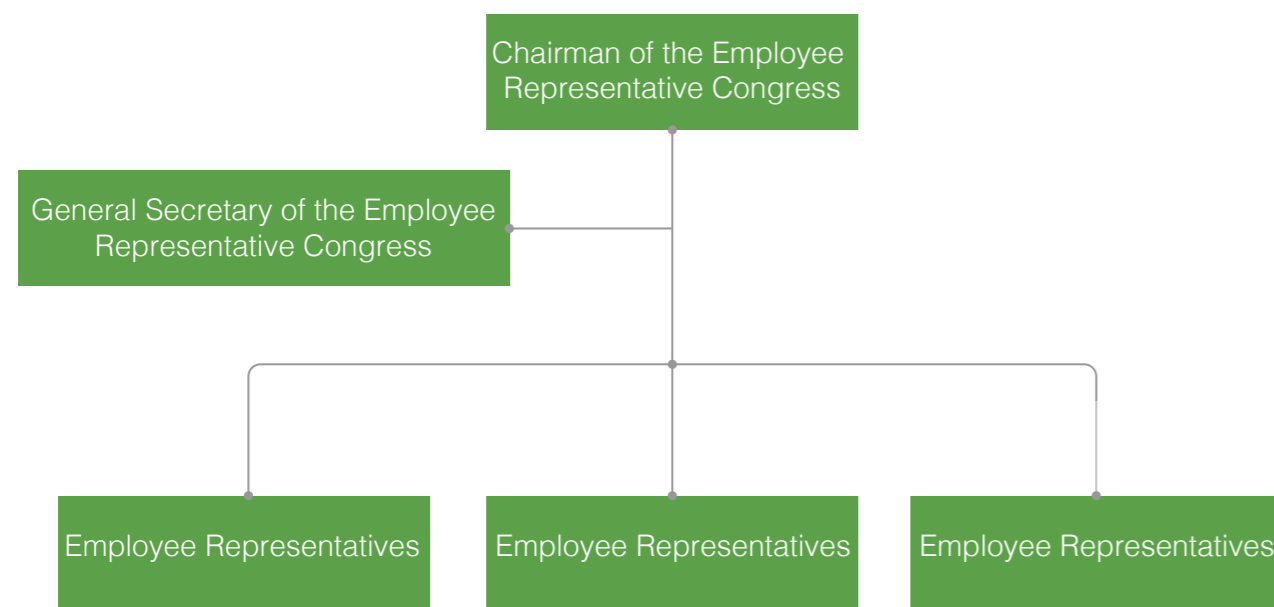 Chairman of the Employee
Representative Congress
General Secretary of the Employee
Representative Congress
Employee Representatives
Employee Representatives
Employee Representatives